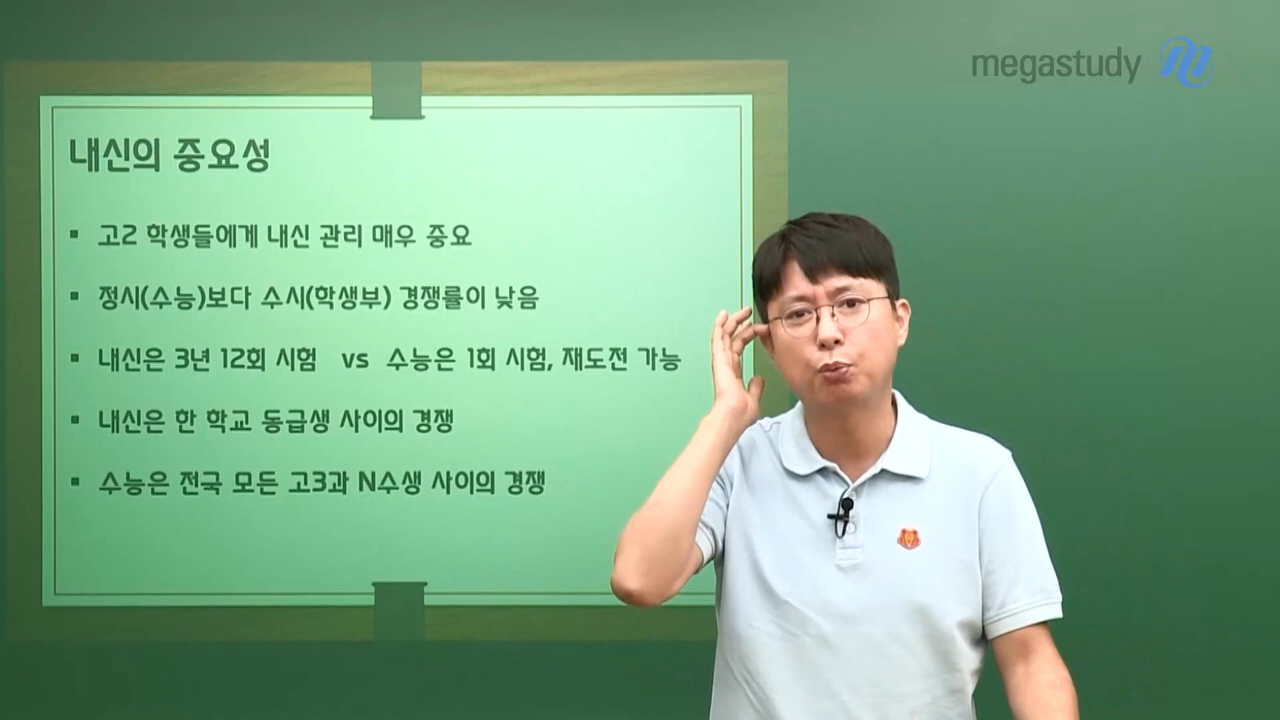 megastudy
내신의 중요성
▪ 고2 학생들에게 내신 관리 매우 중요
▪ 정시(수능)보다 수시(학생부) 경쟁률이 낮음
▪ 내신은 3년 12회 시험 vs 수능은 1회 시험, 재도전 가능
▪ 내신은 한 학교 동급생 사이의 경쟁
▪ 수능은 전국 모든 고3과 N수생 사이의 경쟁